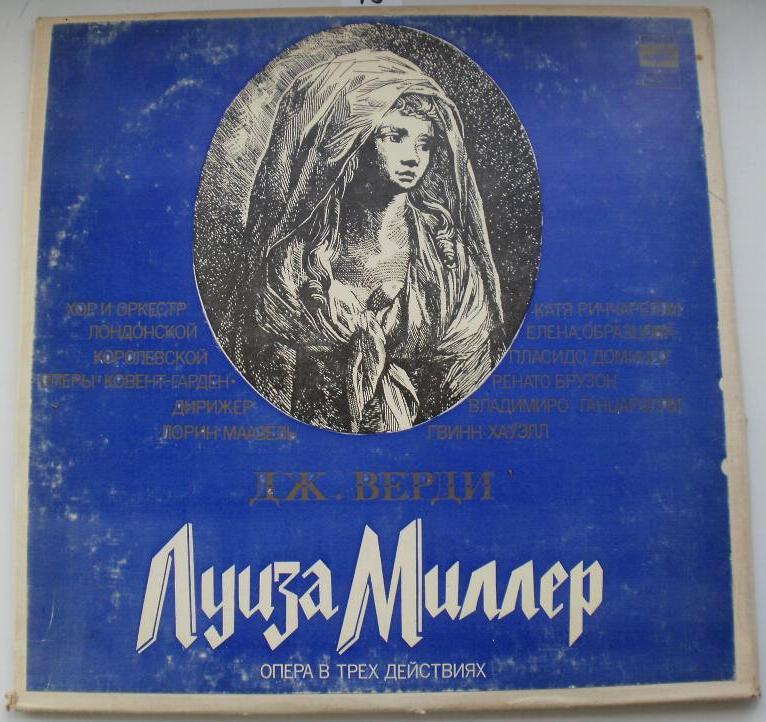 ХОР И ОРКЕСТР
ЛОНДОНСКОЙ
КОРОЛЕВСКОЙ
ОПЕРЫ "КОВЕНТ-ГАРДЕН"
ДИРИЖЕР
ЛОРИН МААЗЕЛЬ
КАТЯ РИЧЧАРЕЛЛИ
ЕЛЕНА ОБРАЗЦОВА
ПЛАСИДО ДОМИНГО
РЕНАТО БРУЗОН
ВЛАДИМИРО ГАНЦАРОЛЛИ
ГВИНН ХАУЭЛЛ
ДЖ. ВЕРДИ
Луиза Миллер
ОПЕРА В ТРЕХ ДЕЙСТВИЯХ